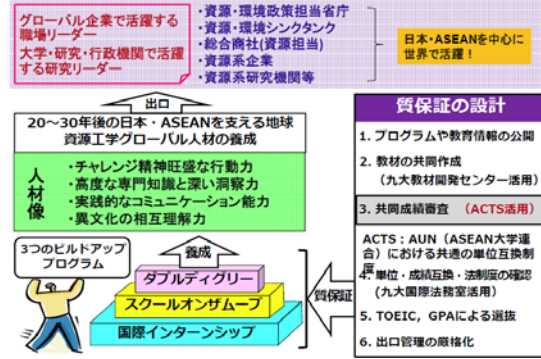 グローバル企業で活躍する
職場リーダー
大学・研究・行政機関で活躍
する研究リーダー
・資源・環境政策担当省庁
・資源・環境シンクタンク
・総合商社(資源担当)
・資源系企業
・資源系研究機関等
日本・ASEANを中心に
世界で活躍！
出口
20～30年後の日本・ASEANを支える地球
資源工学グローバル人材の養成
人材像
・チャレンジ精神旺盛な行動力
・高度な専門知識と深い洞察力
・実践的なコミュニケーション能力
・異文化の相互理解力
3つのビルドアップ
プログラム
養成
ダブルディグリー
スクールオンザムーブ
国際インターンシップ
質保証
質保証の設計
1. プログラムや教育情報の公開
2. 教材の共同作成
（九大教材開発センター活用）
3. 共同成績審査 （ACTS活用）
ACTS：AUN（ASEAN大学連
合）における共通の単位互換制
度
4. 単位・成績互換・法制度の確認
（九大国際法務室活用）
5. TOEIC，GPAによる選抜
6. 出口管理の厳格化